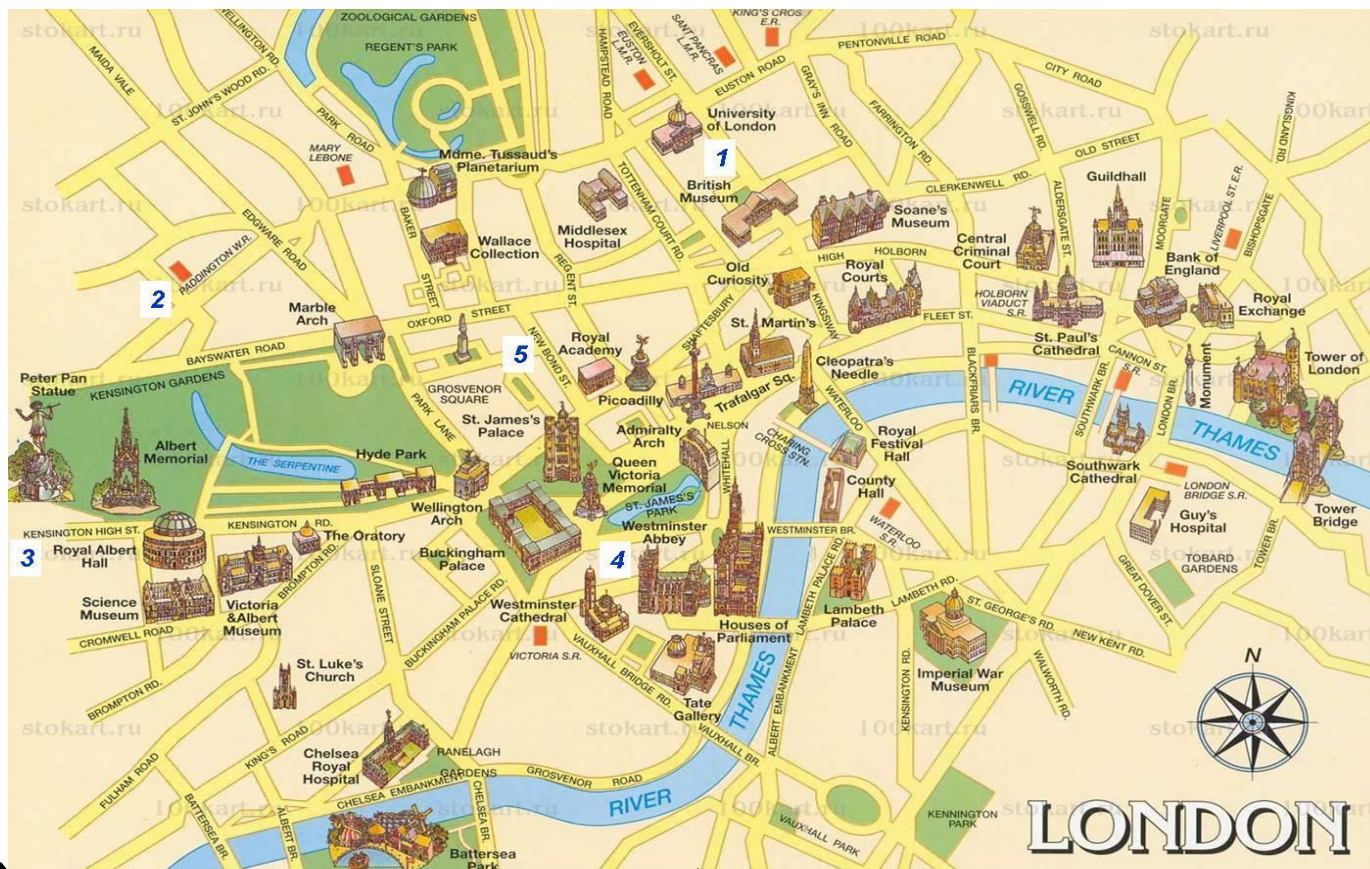 stokart.ru
100kart.ru
stokart.ru
100kart.ru
stokart.ru
ZOOLOGICAL GARDENS
REGENT'S PARK
WELLINGTON RD.
MAIDA VALE
ST. JOHN'S WOOD RD.
PARK ROAD
HAMPSTEAD ROAD
EVERSHOLT ST.
EUSTON
L.M.R.
SANT PANCRAS
L.M.R.
KING'S CROS
E.R.
EUSTON ROAD
PENTONVILLE ROAD
GRAY'S INN ROAD
FARRINGTON RD.
GOSSWELL RD.
CITY ROAD
OLD STREET
KINGSLAND RD.
MARY
LEBONE
Mdme. Tussaud's
Planetarium
University
of London
1
British
Museum
TOTTENHAM COURT RD.
Middlesex
Hospital
CLERKENWELL RD.
Soane's
Museum
ALDERSGATE ST.
Guildhall
MOORGATE
LIVERPOOL ST. E.R.
BISHOPSGATE
EDGWARE ROAD
PADDINGTON W.R.
2
BAKER
STREET
Wallace
Collection
REGENT ST.
HIGH
HOLBORN
Central
Criminal
Court
Bank of
England
Royal
Exchange
Old
Curiosity
KINGSWAY
Royal
Courts
HOLBORN
VIADUCT
S.R.
FLEET ST.
St. Paul's
Cathedral
CANNON ST.
S.R.
Marble
Arch
OXFORD STREET
NEW BOND ST.
5
Royal
Academy
SHAFTESBURY
St. Martin's
Cleopatra's
Needle
BAYSWATER ROAD
KENSINGTON GARDENS
Peter Pan
Statue
GROSVENOR
SQUARE
PARK LANE
St. James's
Palace
Piccadilly
Trafalgar Sq.
NELSON
WATERLOO
BLACKFRIARS BR.
RIVER
SOUTHWARK BR.
LONDON BR.
Monument
Tower of
London
THAMES
Albert
Memorial
THE SERPENTINE
Hyde Park
Admiralty
Arch
WHITEHALL
CHARING
CROSS STN.
Royal
Festival
Hall
Southwark
Cathedral
Queen
Victoria
Memorial
ST. JAMES'S
PARK
County
Hall
LONDON
BRIDGE S.R.
Guy's
Hospital
Tower
Bridge
Wellington
Arch
Westminster
Abbey
WESTMINSTER BR.
WATERLOO
S.R.
TOWER BR.
TOBARD
GARDENS
KENSINGTON HIGH ST.
KENSINGTON RD.
3
Royal Albert
Hall
The Oratory
Buckingham
Palace
4
LAMBETH PALACE RD.
LAMBETH RD.
GREAT DOVER ST.
Science
Museum
Victoria
&Albert
Museum
BROMPTON RD.
SLOANE STREET
BUCKINGHAM PALACE RD.
Westminster
Cathedral
Houses of
Parliament
Lambeth
Palace
ST. GEORGE'S RD.
NEW KENT RD.
CROMWELL ROAD
VICTORIA S.R.
VAUXHALL BRIDGE RD.
Imperial War
Museum
WALWORTH RD.
KENSINGTON RD.
BROMPTON RD.
St. Luke's
Church
Tate
Gallery
THAMES
ALBERT EMBANKMENT
N
KING'S ROAD
Chelsea
Royal
Hospital
RANELAGH
GARDENS
GROSVENOR ROAD
VAUXHALL BR.
FULHAM ROAD
CHELSEA EMBANKMENT
CHELSEA BR.
RIVER
BATTERSEA BR.
ALBERT BR.
Battersea
Park
VAUXHALL PARK
KENNINGTON
PARK
LONDON